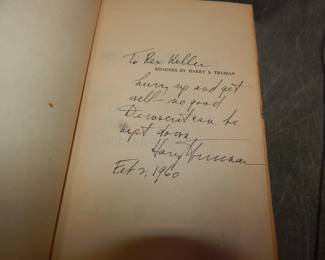 To Rex Keller
MEMOIRS BY HARRY S. TRUMAN
hurry up and get
well - no good
Democrat can be
kept down
Harry Truman
Feb. 2, 1960